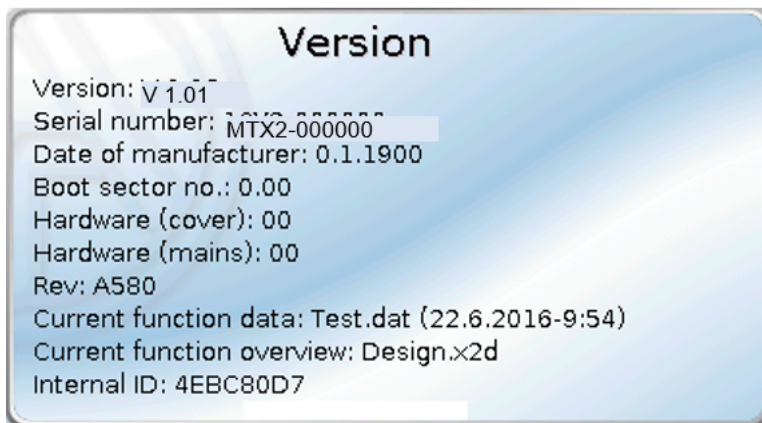 Version
Version: V 1.01
Serial number: MTX2-000000
Date of manufacturer: 0.1.1900
Boot sector no.: 0.00
Hardware (cover): 00
Hardware (mains): 00
Rev: A580
Current function data: Test.dat (22.6.2016-9:54)
Current function overview: Design.x2d
Internal ID: 4EBC80D7